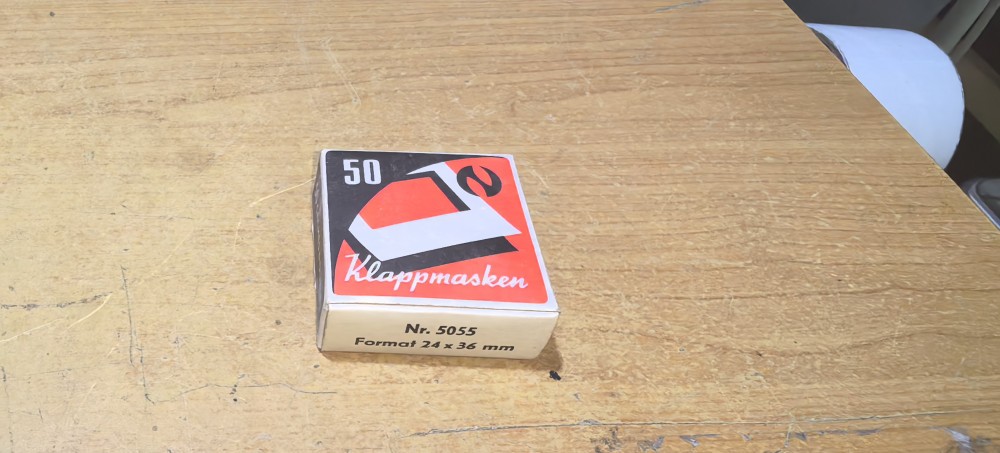 50
Klappmasken
Nr. 5055
Format 24 x 36 mm